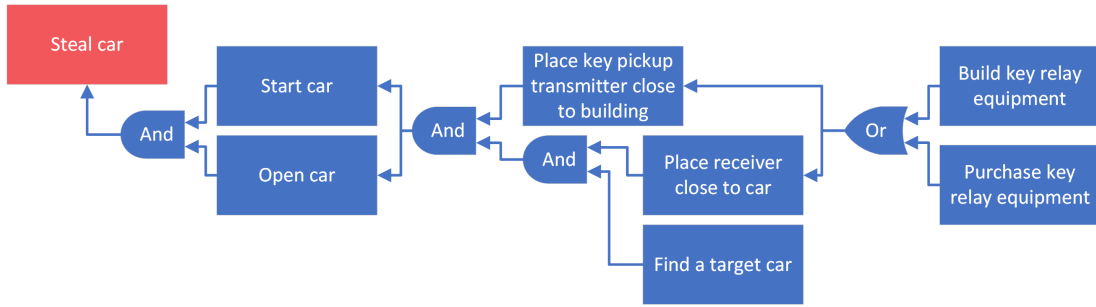 Steal car
And
Start car
Open car
And
Place key pickup
transmitter close
to building
And
Place receiver
close to car
Find a target car
Or
Build key relay
equipment
Purchase key
relay equipment